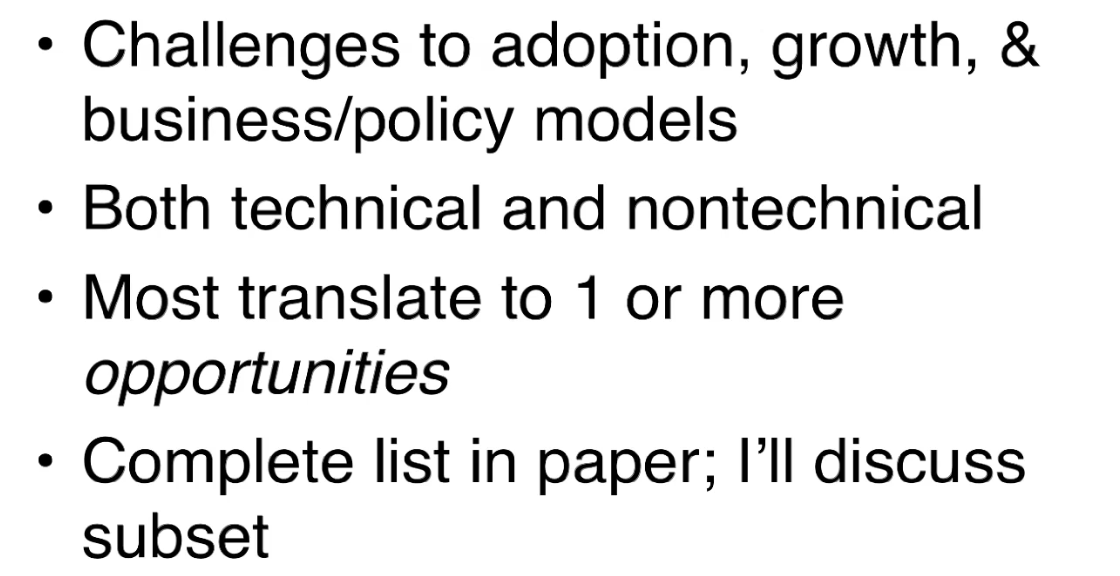 • Challenges to adoption, growth, &
business/policy models
• Both technical and nontechnical
• Most translate to 1 or more
opportunities
• Complete list in paper; I’ll discuss
subset